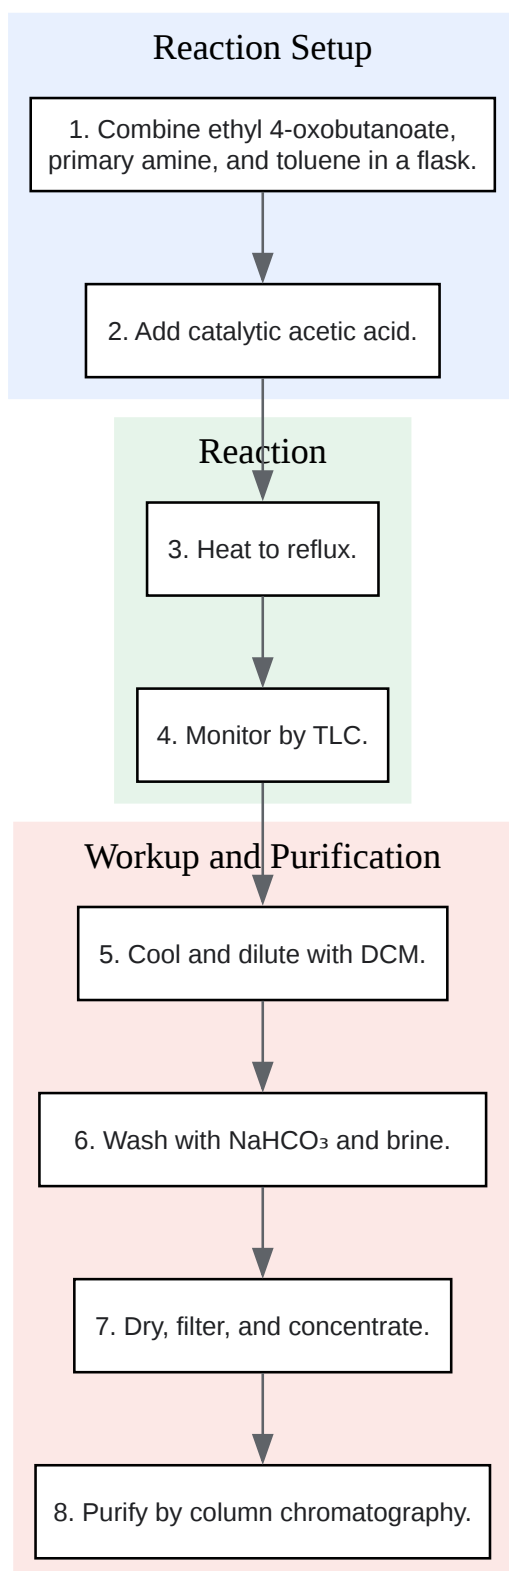 Reaction Setup
1. Combine ethyl 4-oxobutanoate,
primary amine, and toluene in a flask.
2. Add catalytic acetic acid.
Reaction
3. Heat to reflux.
4. Monitor by TLC.
Workup and Purification
5. Cool and dilute with DCM.
6. Wash with NaHCO₃ and brine.
7. Dry, filter, and concentrate.
8. Purify by column chromatography.